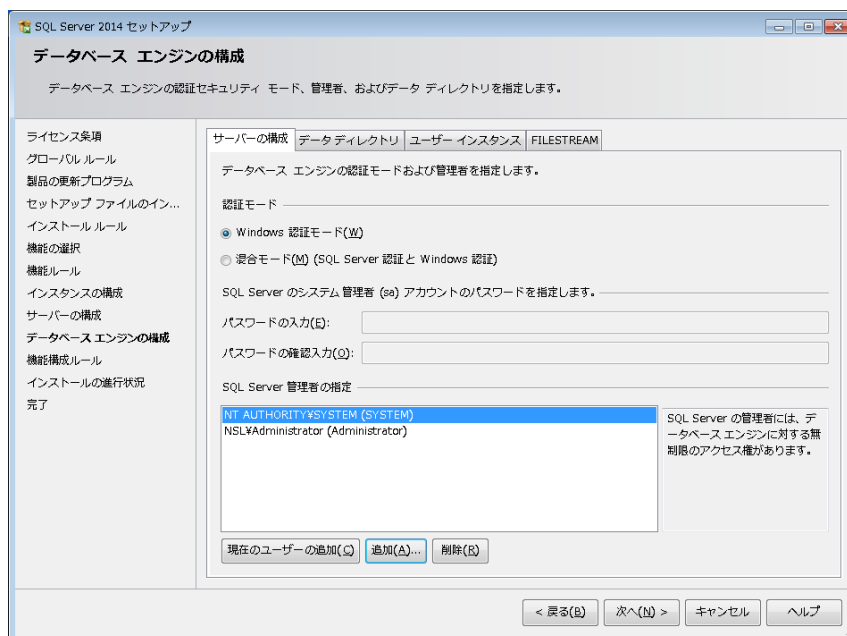 SQL Server 2014 セットアップ
データベース エンジンの構成
データベース エンジンの認証セキュリティ モード、管理者、およびデータ ディレクトリを指定します。
ライセンス条項
グローバル ルール
製品の更新プログラム
セットアップ ファイルのイン...
インストール ルール
機能の選択
機能ルール
インスタンスの構成
サーバーの構成
データベース エンジンの構成
機能構成ルール
インストールの進行状況
完了
サーバーの構成 データ ディレクトリ ユーザー インスタンス FILESTREAM
データベース エンジンの認証モードおよび管理者を指定します。
認証モード
Windows 認証モード(W)
混合モード(M) (SQL Server 認証と Windows 認証)
SQL Server のシステム管理者 (sa) アカウントのパスワードを指定します。
パスワードの入力(E):
パスワードの確認入力(O):
SQL Server 管理者の指定
NT AUTHORITY¥SYSTEM (SYSTEM)
NSL¥Administrator (Administrator)
SQL Server の管理者には、デ
ータベース エンジンに対する無
制限のアクセス権があります。
現在のユーザーの追加(C) 追加(A)... 削除(R)
< 戻る(B) 次へ(N) > キャンセル ヘルプ